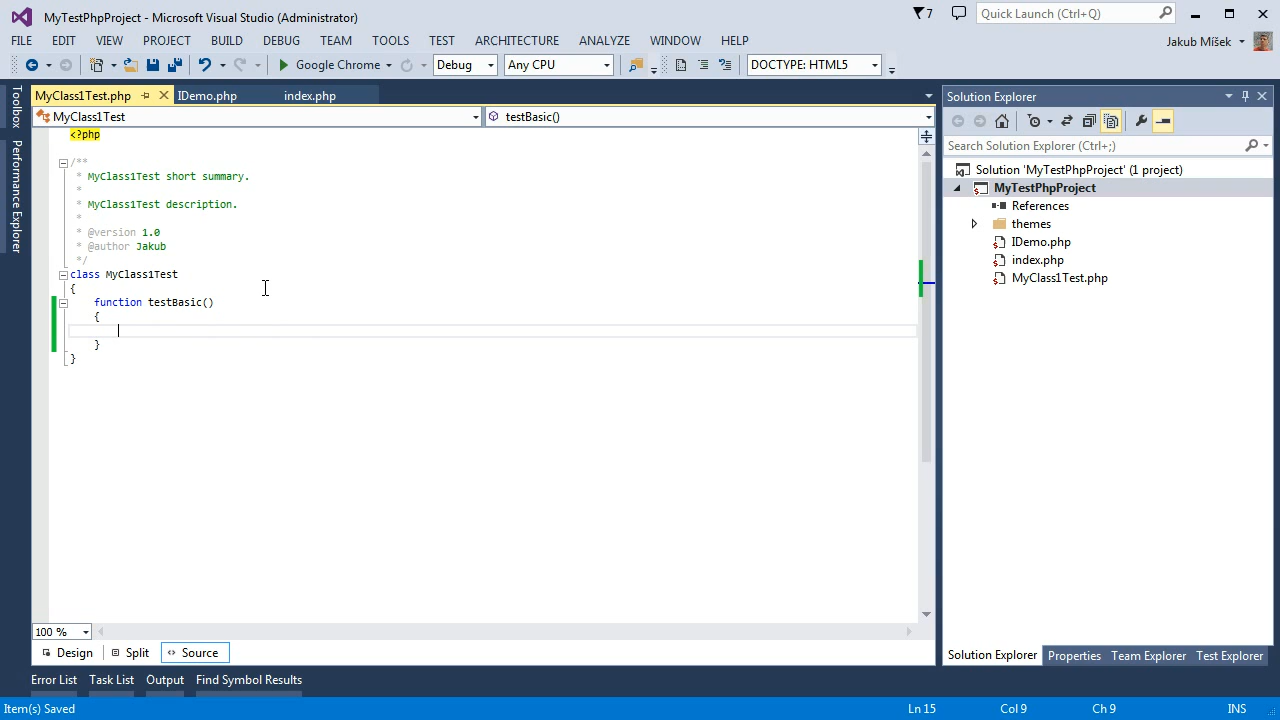 MyTestPhpProject - Microsoft Visual Studio (Administrator)
7
Quick Launch (Ctrl+Q)
FILE EDIT VIEW PROJECT BUILD DEBUG TEAM TOOLS TEST ARCHITECTURE ANALYZE WINDOW HELP
Jakub Míšek
Google Chrome
Debug
Any CPU
DOCTYPE: HTML5
Toolbox
Performance Explorer
MyClass1Test.php
IDemo.php
index.php
MyClass1Test
testBasic()
<?php
/**
* MyClass1Test short summary.
*
* MyClass1Test description.
*
* @version 1.0
* @author Jakub
*/
class MyClass1Test
{
function testBasic()
{
}
}
100 %
Design
Split
Source
Solution Explorer
Search Solution Explorer (Ctrl+;)
Solution 'MyTestPhpProject' (1 project)
MyTestPhpProject
References
themes
IDemo.php
index.php
MyClass1Test.php
Solution Explorer Properties Team Explorer Test Explorer
Error List Task List Output Find Symbol Results
Item(s) Saved
Ln 15 Col 9 Ch 9 INS